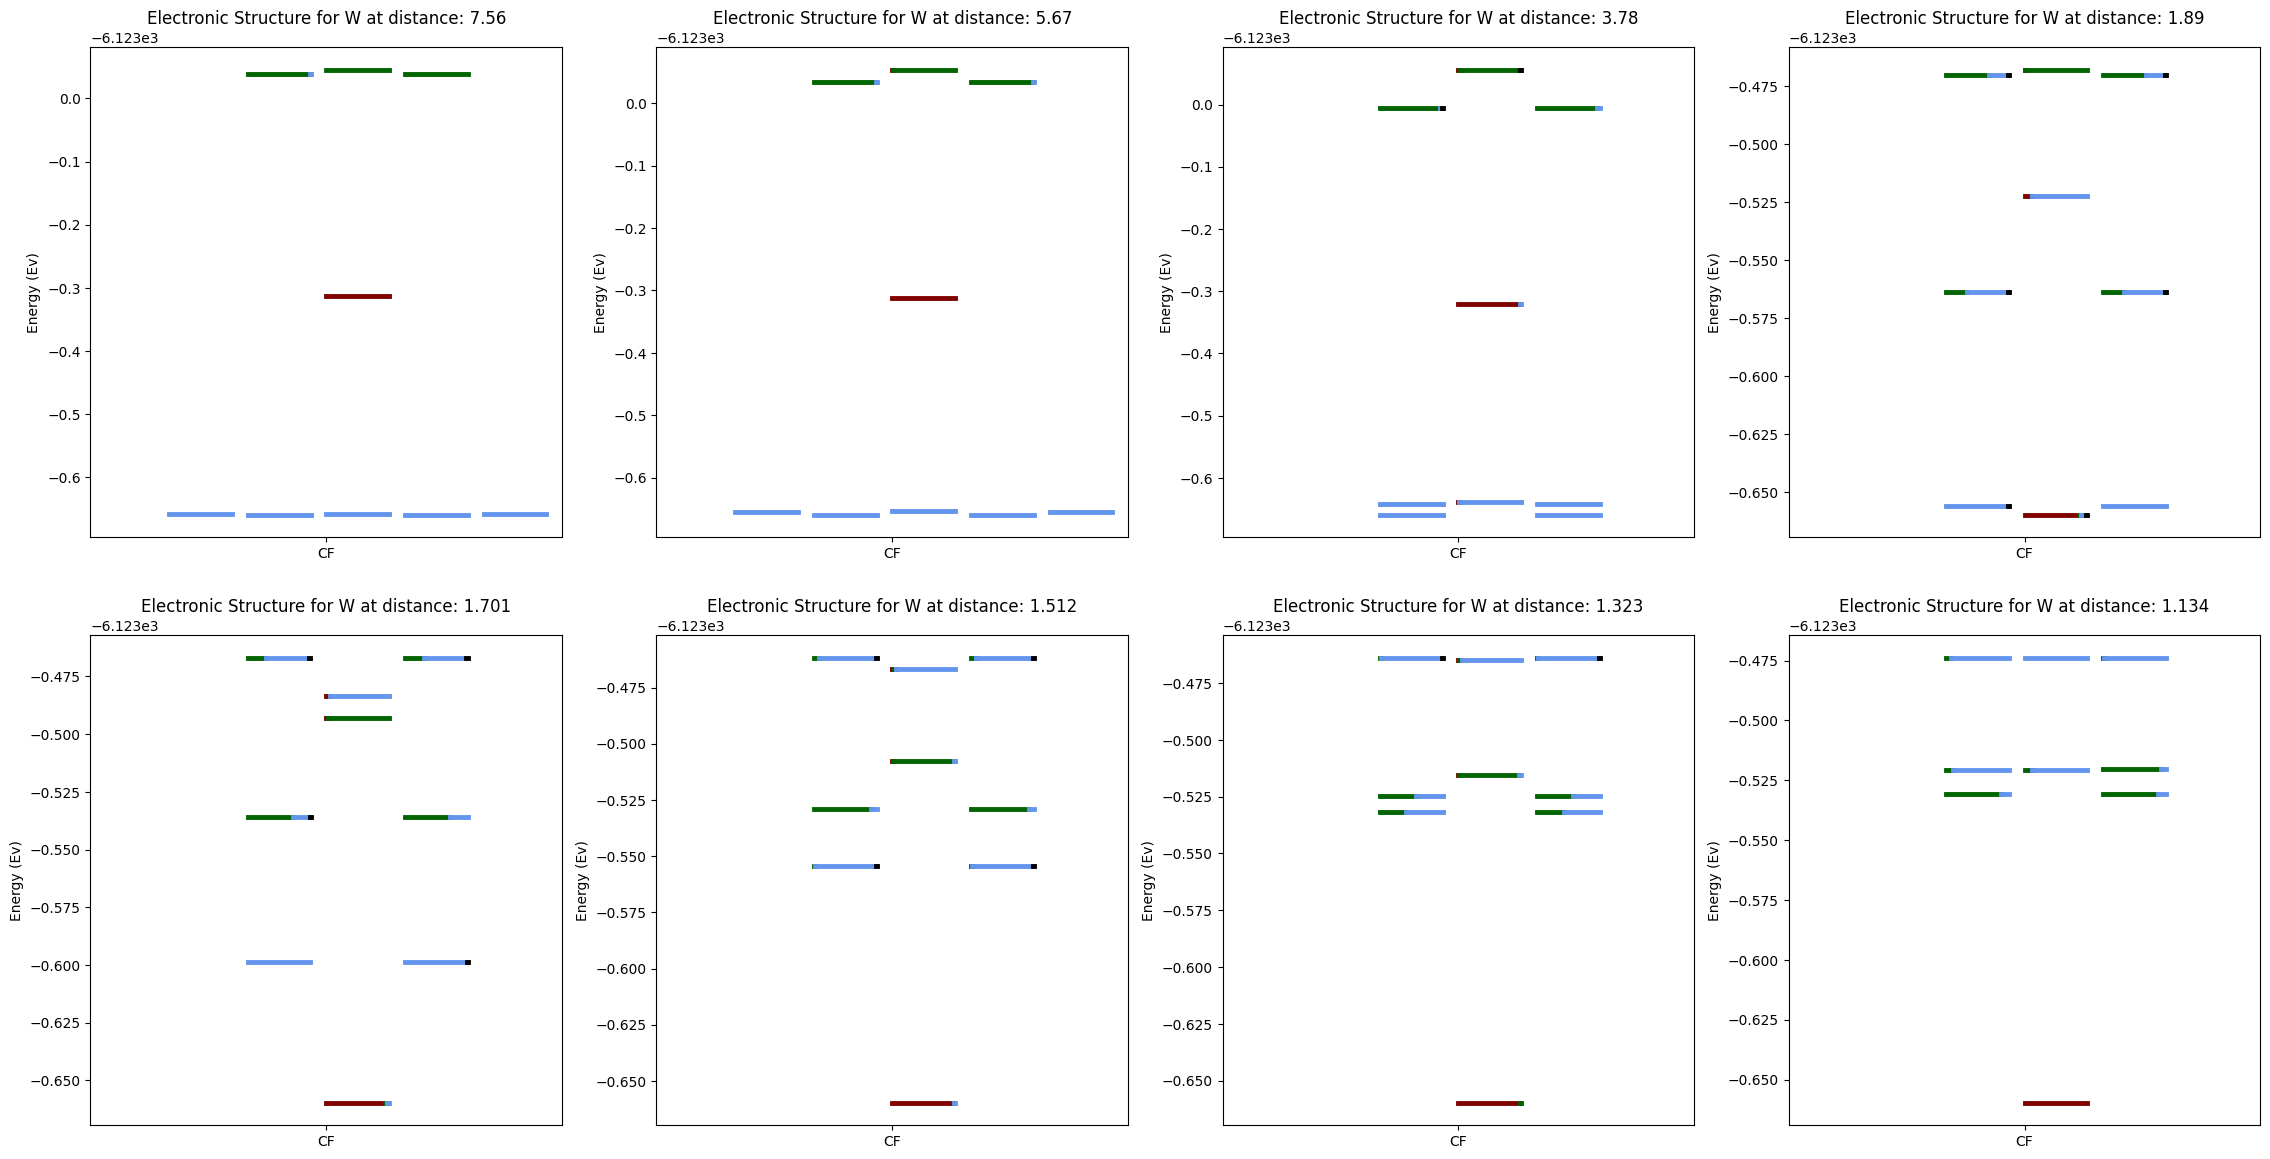 Electronic Structure for W at distance: 7.56
−6.123e3
0.0
−0.1
−0.2
−0.3
−0.4
−0.5
−0.6
Energy (Ev)
CF
Electronic Structure for W at distance: 5.67
−6.123e3
0.0
−0.1
−0.2
−0.3
−0.4
−0.5
−0.6
Energy (Ev)
CF
Electronic Structure for W at distance: 3.78
−6.123e3
0.0
−0.1
−0.2
−0.3
−0.4
−0.5
−0.6
Energy (Ev)
CF
Electronic Structure for W at distance: 1.89
−6.123e3
−0.475
−0.500
−0.525
−0.550
−0.575
−0.600
−0.625
−0.650
Energy (Ev)
CF
Electronic Structure for W at distance: 1.701
−6.123e3
−0.475
−0.500
−0.525
−0.550
−0.575
−0.600
−0.625
−0.650
Energy (Ev)
CF
Electronic Structure for W at distance: 1.512
−6.123e3
−0.475
−0.500
−0.525
−0.550
−0.575
−0.600
−0.625
−0.650
Energy (Ev)
CF
Electronic Structure for W at distance: 1.323
−6.123e3
−0.475
−0.500
−0.525
−0.550
−0.575
−0.600
−0.625
−0.650
Energy (Ev)
CF
Electronic Structure for W at distance: 1.134
−6.123e3
−0.475
−0.500
−0.525
−0.550
−0.575
−0.600
−0.625
−0.650
Energy (Ev)
CF